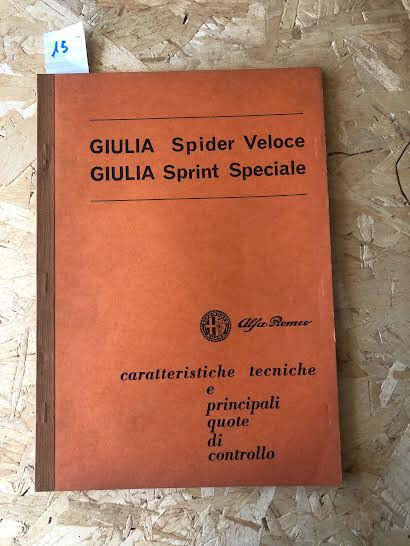 15
GIULIA Spider Veloce
GIULIA Sprint Speciale
Alfa Romeo
caratteristiche tecniche
e
principali
quote
di
controllo